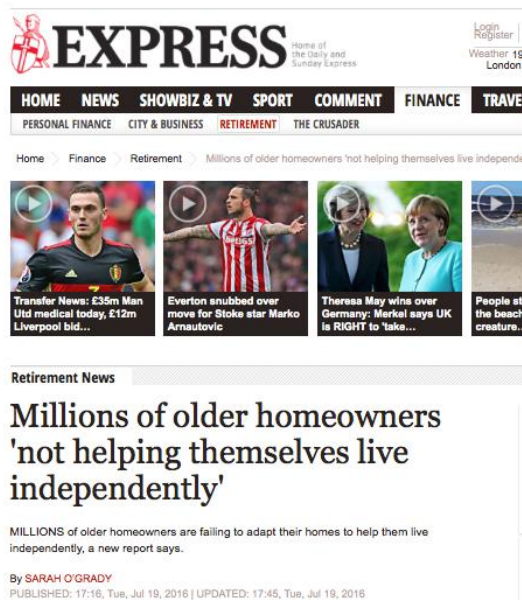 EXPRESS
Home of
the Daily and
Sunday Express
Login
Register
Weather 19
London
HOME NEWS SHOWBIZ & TV SPORT COMMENT FINANCE TRAVE
PERSONAL FINANCE CITY & BUSINESS RETIREMENT THE CRUSADER
Home Finance Retirement Millions of older homeowners 'not helping themselves live independe
Transfer News: £35m Man
Utd medical today, £12m
Liverpool bid...
Everton snubbed over
move for Stoke star Marko
Arnautovic
Theresa May wins over
Germany: Merkel says UK
is RIGHT to 'take...
People st
the beach
creature..
Retirement News
Millions of older homeowners
'not helping themselves live
independently'
MILLIONS of older homeowners are failing to adapt their homes to help them live
independently, a new report says.
By SARAH O'GRADY
PUBLISHED: 17:16, Tue, Jul 19, 2016 | UPDATED: 17:45, Tue, Jul 19, 2016